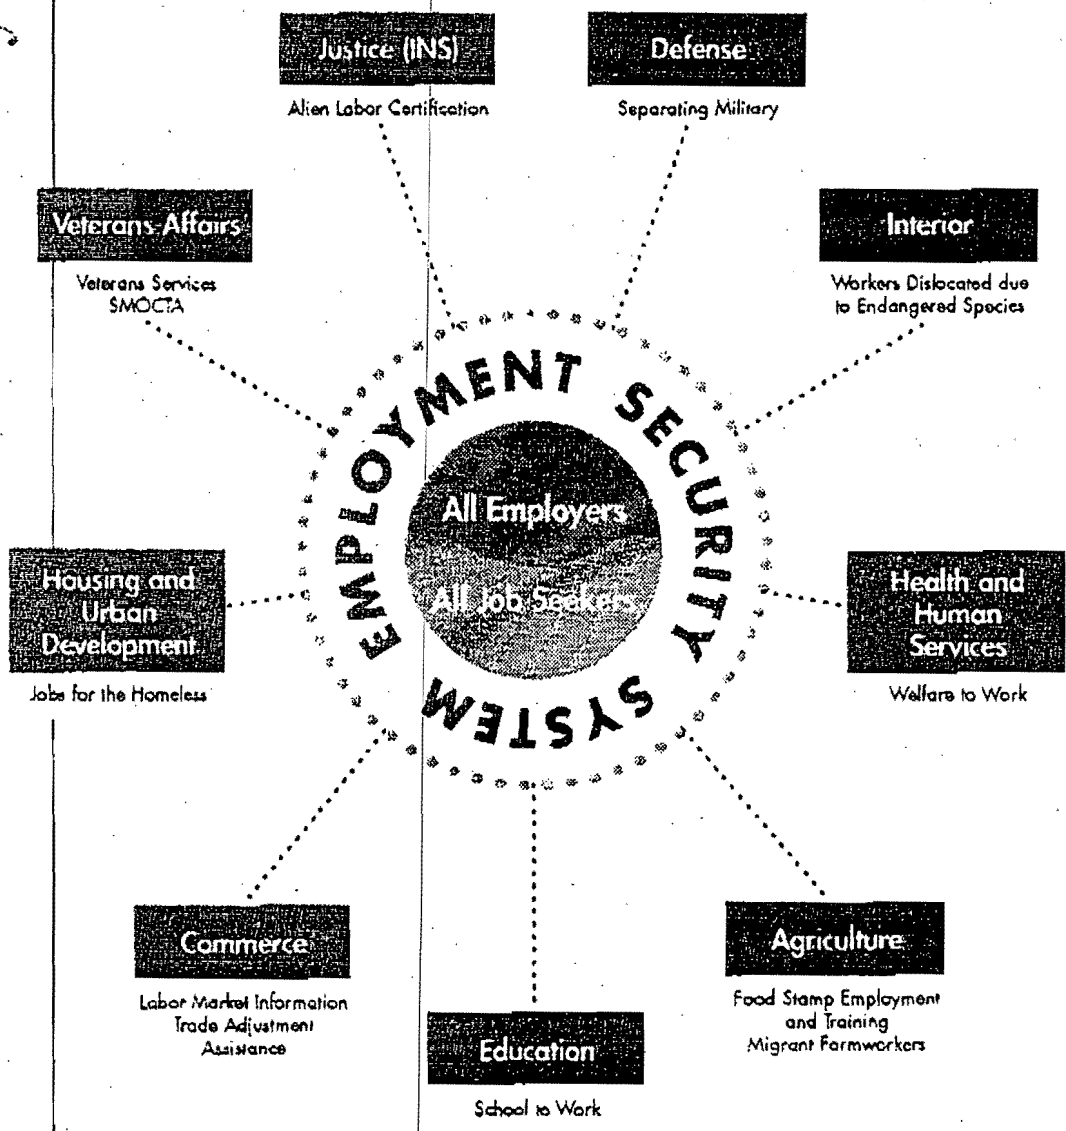 Justice (INS)
Alien Labor Certification
Defense
Separating Military
Veterans Affairs
Veterans Services
SMOCTA
Interior
Workers Dislocated due
to Endangered Species
EMPLOYMENT SECURITY SYSTEM
All Employers
All Job Seekers
Housing and
Urban
Development
Jobs for the Homeless
Health and
Human
Services
Welfare to Work
Commerce
Labor Market Information
Trade Adjustment
Assistance
Education
School to Work
Agriculture
Food Stamp Employment
and Training
Migrant Farmworkers